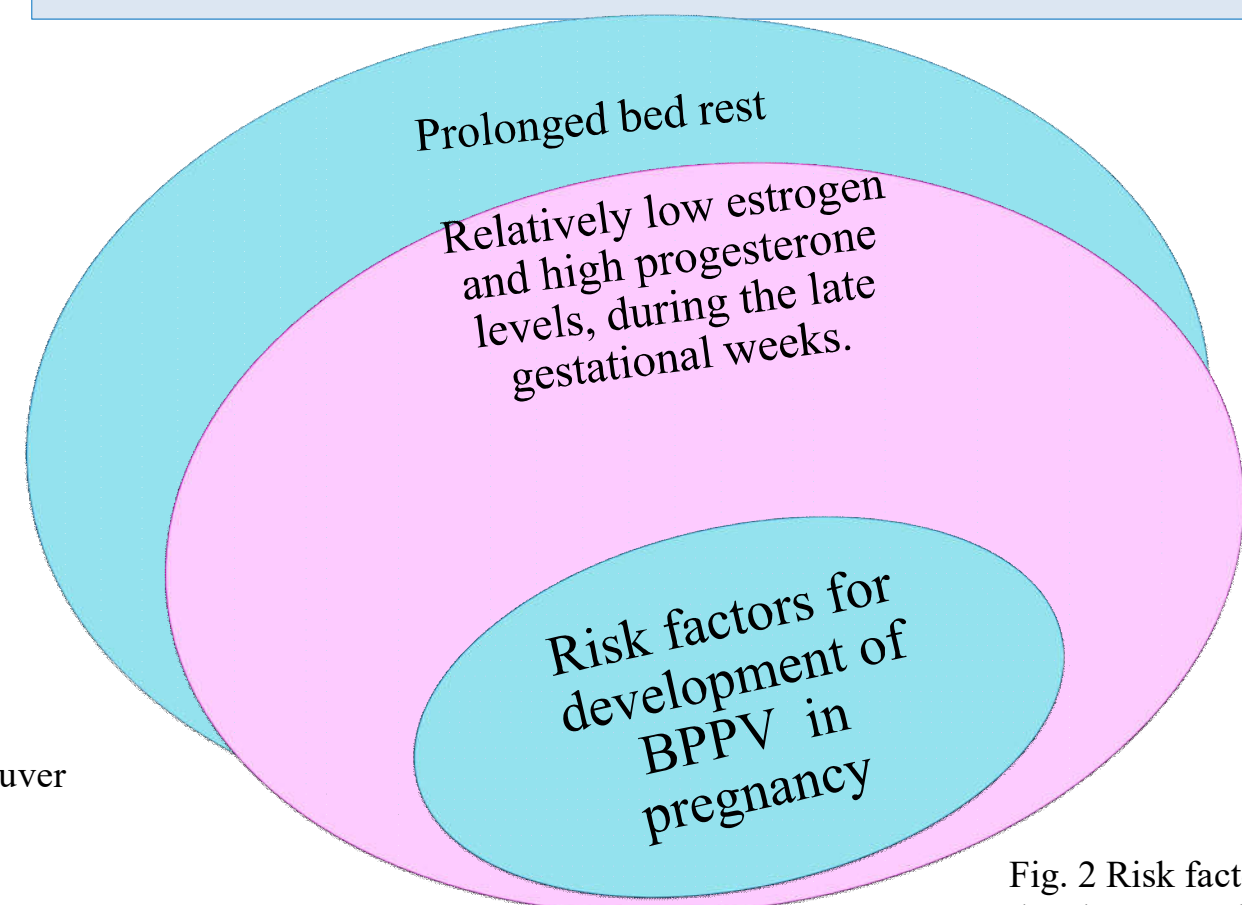 Prolonged bed rest
Relatively low estrogen
and high progesterone
levels, during the late
gestational weeks.
Risk factors for
development of
BPPV in
pregnancy
uver
Fig. 2 Risk fact